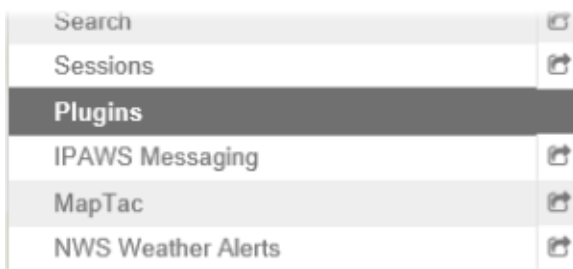 Search
Sessions
Plugins
IPAWS Messaging
MapTac
NWS Weather Alerts